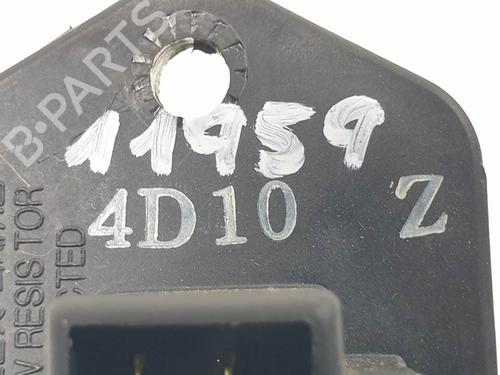 B-PARTS
11959
4D10 Z
RESISTOR